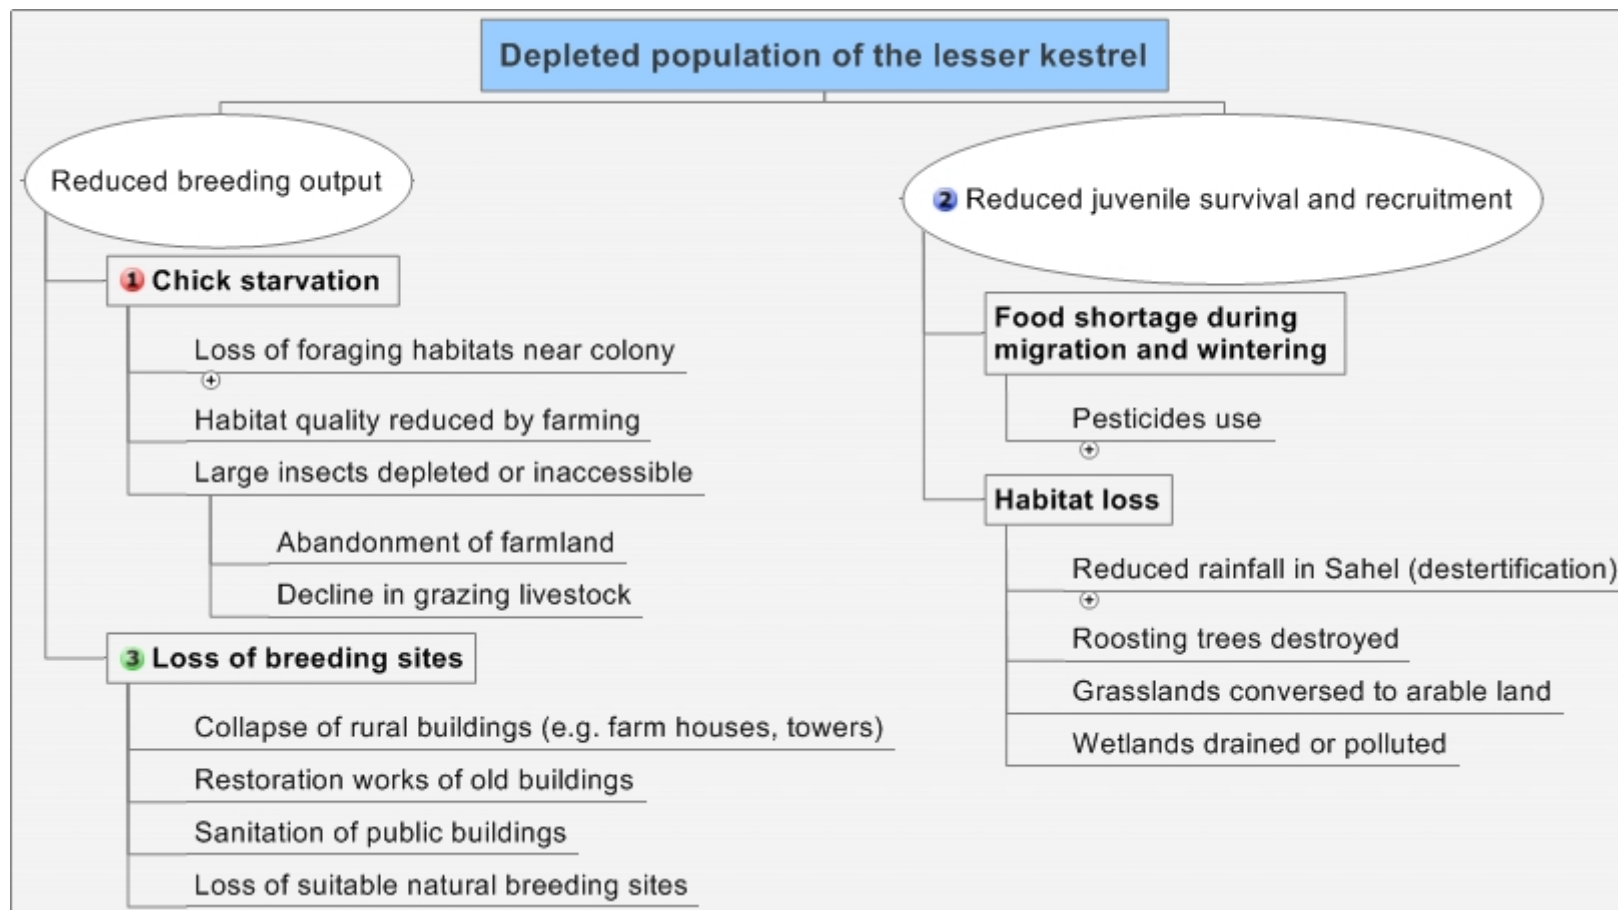 Depleted population of the lesser kestrel
Reduced breeding output
1 Chick starvation
Loss of foraging habitats near colony
Habitat quality reduced by farming
Large insects depleted or inaccessible
Abandonment of farmland
Decline in grazing livestock
3 Loss of breeding sites
Collapse of rural buildings (e.g. farm houses, towers)
Restoration works of old buildings
Sanitation of public buildings
Loss of suitable natural breeding sites
2 Reduced juvenile survival and recruitment
Food shortage during
migration and wintering
Pesticides use
Habitat loss
Reduced rainfall in Sahel (destertification)
Roosting trees destroyed
Grasslands conversed to arable land
Wetlands drained or polluted